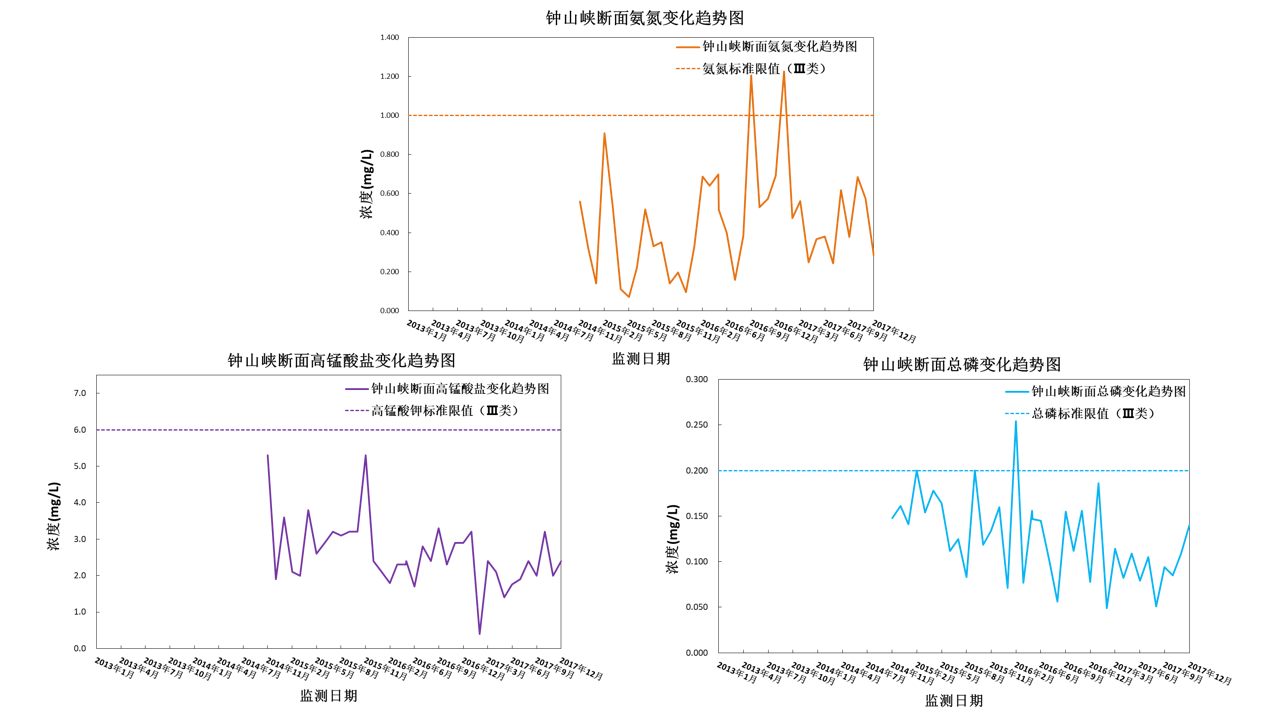 钟山峡断面氨氮变化趋势图
钟山峡断面氨氮变化趋势图
氨氮标准限值（Ⅲ类）
1.400
1.200
1.000
0.800
0.600
0.400
0.200
0.000
浓度(mg/L)
2013年1月
2013年4月
2013年7月
2013年10月
2014年1月
2014年4月
2014年7月
2014年11月
2015年2月
2015年5月
2015年8月
2015年11月
2016年2月
2016年6月
2016年9月
2016年12月
2017年3月
2017年6月
2017年9月
2017年12月
监测日期
钟山峡断面高锰酸盐变化趋势图
钟山峡断面高锰酸盐变化趋势图
高锰酸钾标准限值（Ⅲ类）
7.0
6.0
5.0
4.0
3.0
2.0
1.0
0.0
浓度(mg/L)
2013年1月
2013年4月
2013年7月
2013年10月
2014年1月
2014年4月
2014年7月
2014年11月
2015年2月
2015年5月
2015年8月
2015年11月
2016年2月
2016年6月
2016年9月
2016年12月
2017年3月
2017年6月
2017年9月
2017年12月
监测日期
钟山峡断面总磷变化趋势图
钟山峡断面总磷变化趋势图
总磷标准限值（Ⅲ类）
0.300
0.250
0.200
0.150
0.100
0.050
0.000
浓度(mg/L)
2013年1月
2013年4月
2013年7月
2013年10月
2014年1月
2014年4月
2014年7月
2014年11月
2015年2月
2015年5月
2015年8月
2015年11月
2016年2月
2016年6月
2016年9月
2016年12月
2017年3月
2017年6月
2017年9月
2017年12月
监测日期